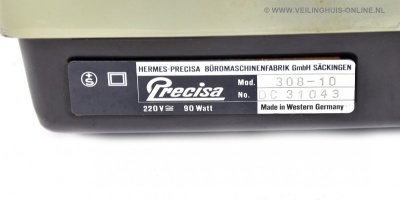 WWW.VEILINGHUIS-ONLINE.NL
HERMES-PRECISA BÜROMASCHINENFABRIK GmbH SÄCKINGEN
Precisa
Mod. 308-10
No. DC 31043
220V≅ 90 Watt
Made in Western Germany